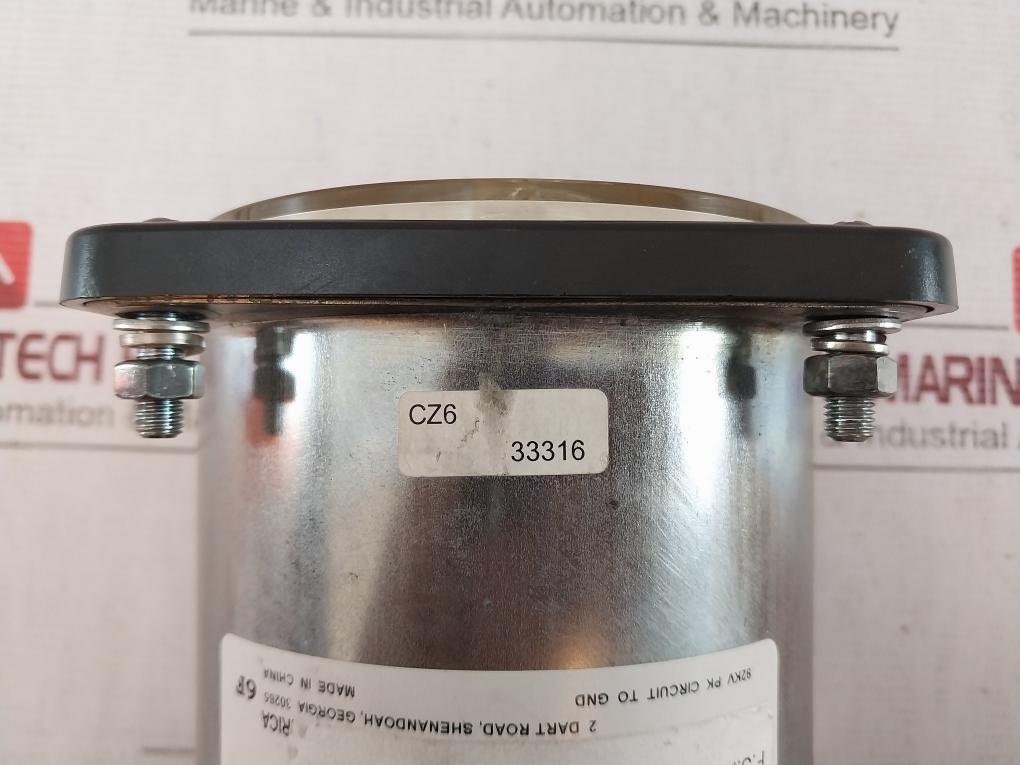 Marine & Industrial Automation & Machinery
TECH
MARIN
omation &
& Industrial A
CZ6
33316
92KV PK CIRCUIT TO GND
2 DART ROAD, SHENANDOAH, GEORGIA 30265
MADE IN CHINA
6F
RICA